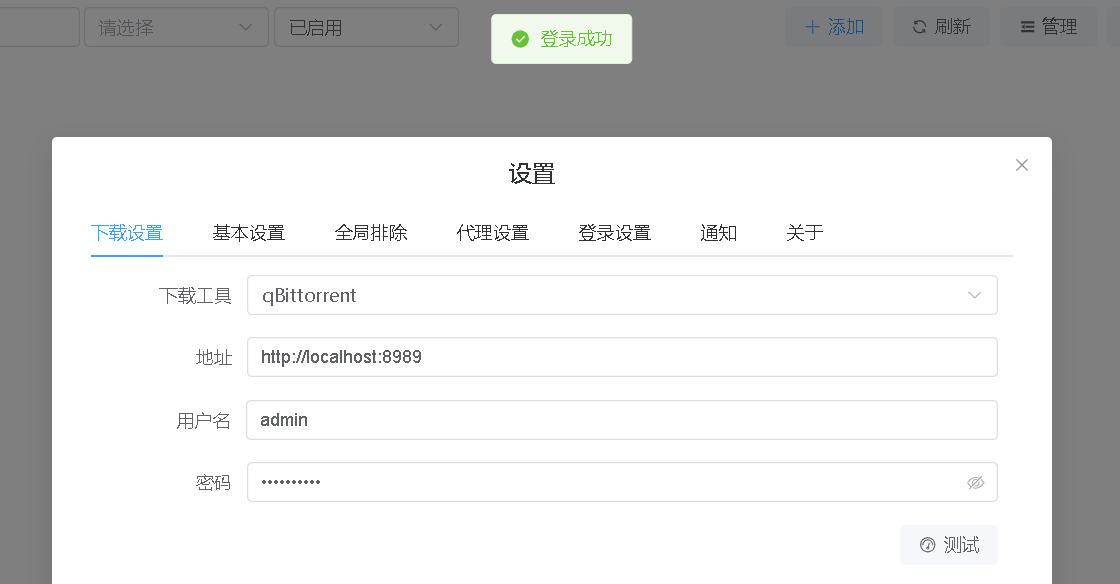 请选择 已启用 登录成功 添加 刷新 管理
设置
下载设置 基本设置 全局排除 代理设置 登录设置 通知 关于
下载工具 qBittorrent
地址 http://localhost:8989
用户名 admin
密码 ••••••••••
测试